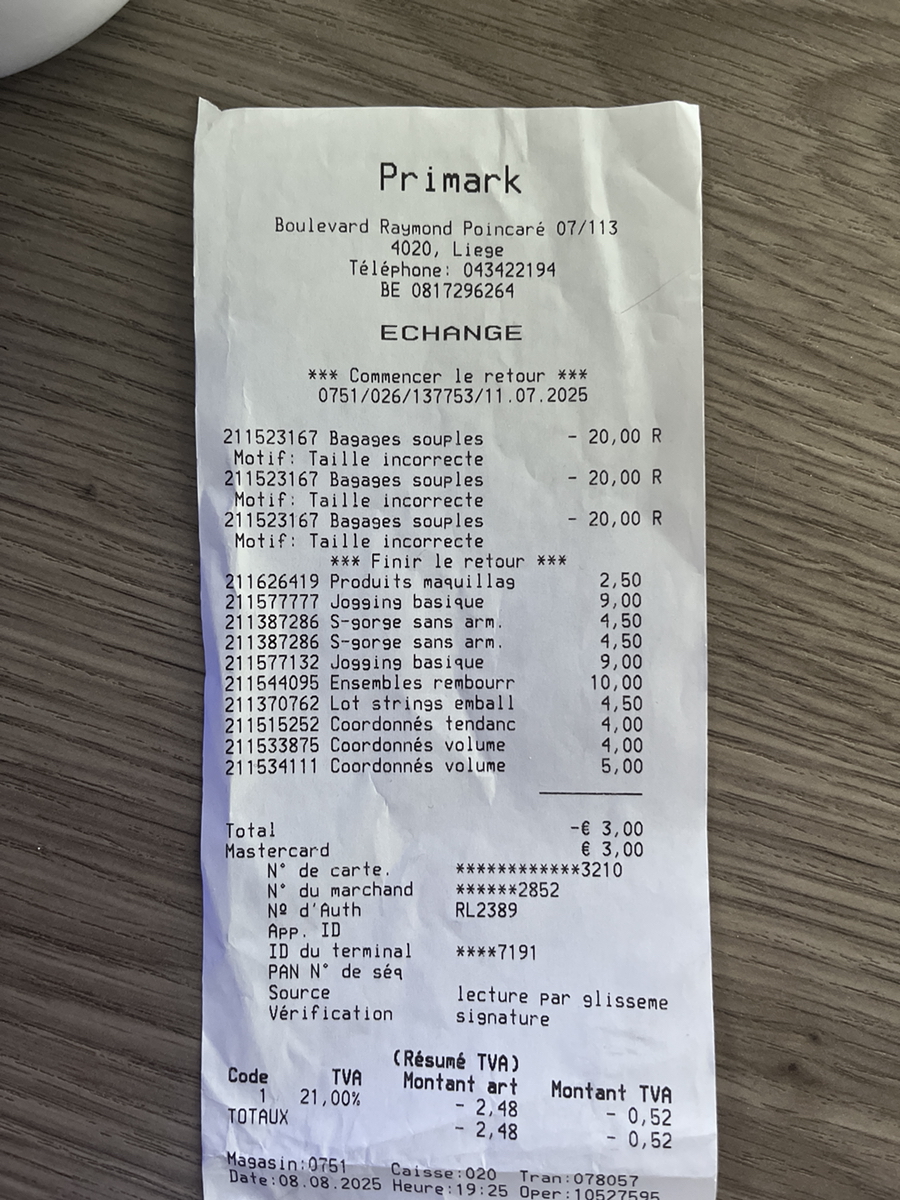 Primark
Boulevard Raymond Poincaré 07/113
4020, Liege
Téléphone: 043422194
BE 0817296264
ECHANGE
*** Commencer le retour ***
0751/026/137753/11.07.2025
211523167 Bagages souples - 20,00 R
Motif: Taille incorrecte
211523167 Bagages souples - 20,00 R
Motif: Taille incorrecte
211523167 Bagages souples - 20,00 R
Motif: Taille incorrecte
*** Finir le retour ***
211626419 Produits maquillag 2,50
211577777 Jogging basique 9,00
211387286 S-gorge sans arm. 4,50
211387286 S-gorge sans arm. 4,50
211577132 Jogging basique 9,00
211544095 Ensembles rembourr 10,00
211370762 Lot strings emball 4,50
211515252 Coordonnés tendanc 4,00
211533875 Coordonnés volume 4,00
211534111 Coordonnés volume 5,00
Total -€ 3,00
Mastercard € 3,00
N° de carte. ************3210
N° du marchand ******2852
Nº d'Auth RL2389
App. ID
ID du terminal ****7191
PAN N° de séq
Source lecture par glisseme
Vérification signature
(Résumé TVA)
Code TVA Montant art Montant TVA
1 21,00% - 2,48 - 0,52
TOTAUX - 2,48 - 0,52
Magasin:0751 Caisse:020 Tran:078057
Date:08.08.2025 Heure:19:25 Oper:10527595